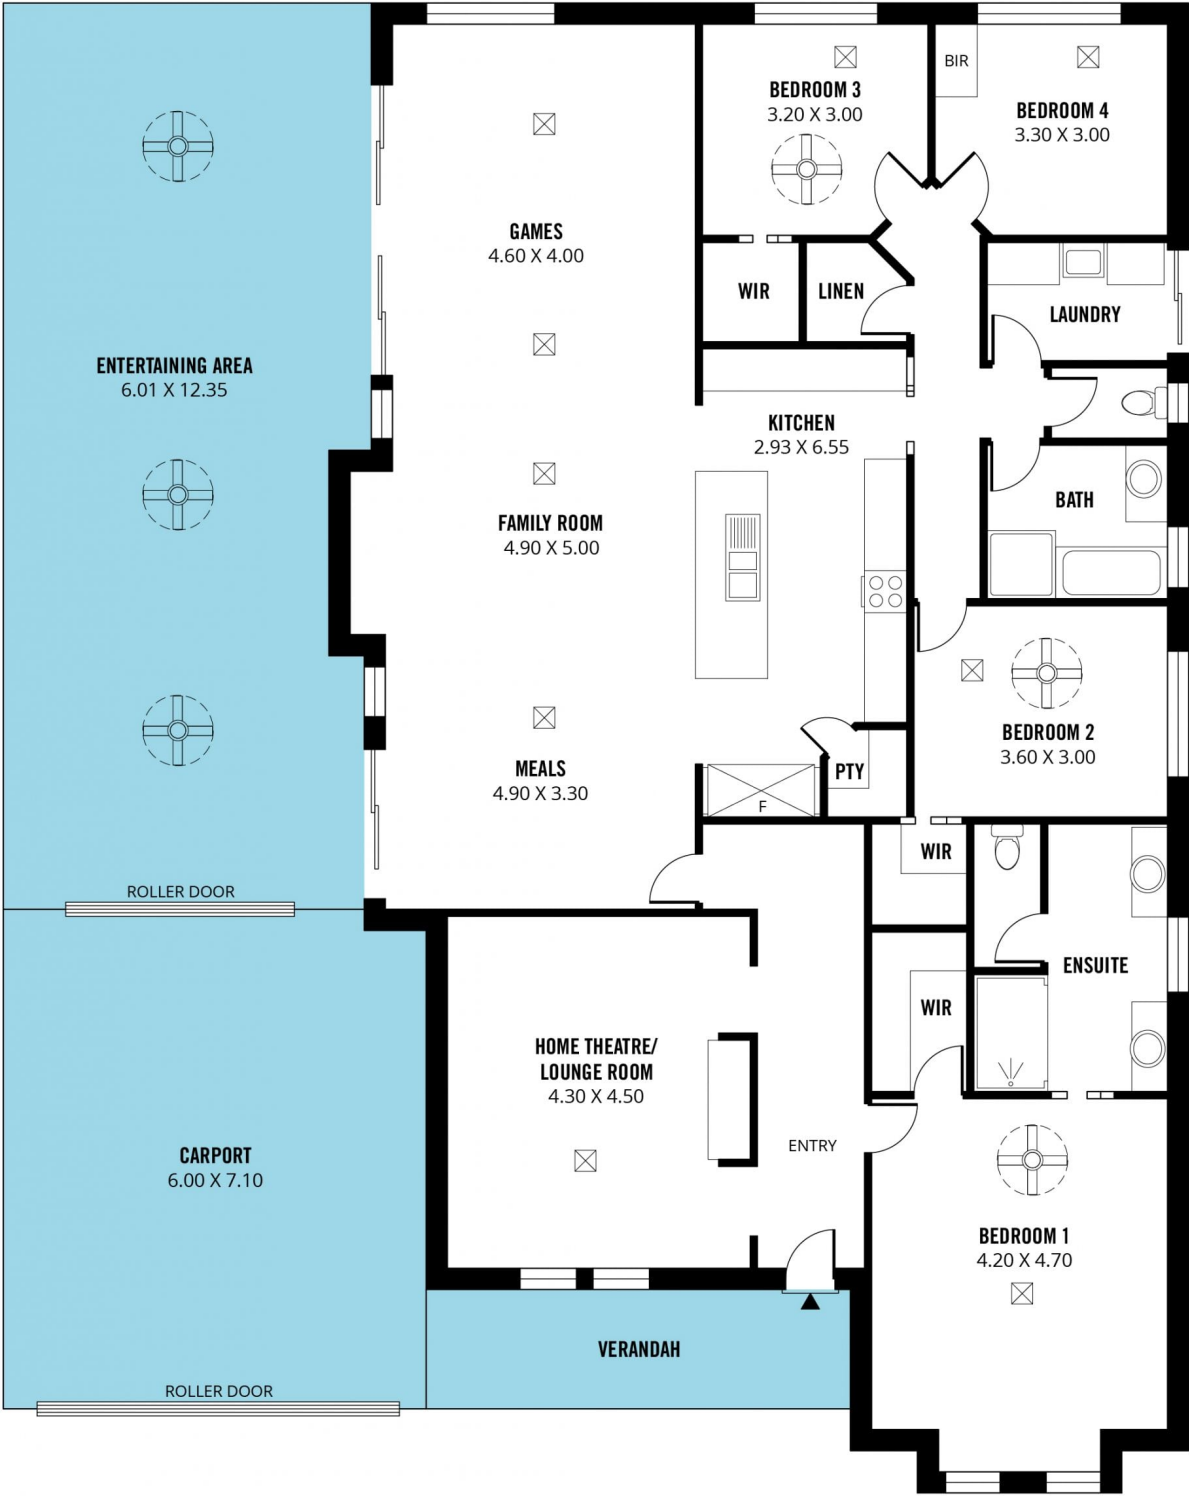 BEDROOM 3
3.20 X 3.00
BIR
BEDROOM 4
3.30 X 3.00
GAMES
4.60 X 4.00
WIR
LINEN
LAUNDRY
ENTERTAINING AREA
6.01 X 12.35
KITCHEN
2.93 X 6.55
BATH
FAMILY ROOM
4.90 X 5.00
BEDROOM 2
3.60 X 3.00
MEALS
4.90 X 3.30
PTY
F
WIR
ROLLER DOOR
ENSUITE
WIR
HOME THEATRE/
LOUNGE ROOM
4.30 X 4.50
ENTRY
CARPORT
6.00 X 7.10
BEDROOM 1
4.20 X 4.70
VERANDAH
ROLLER DOOR